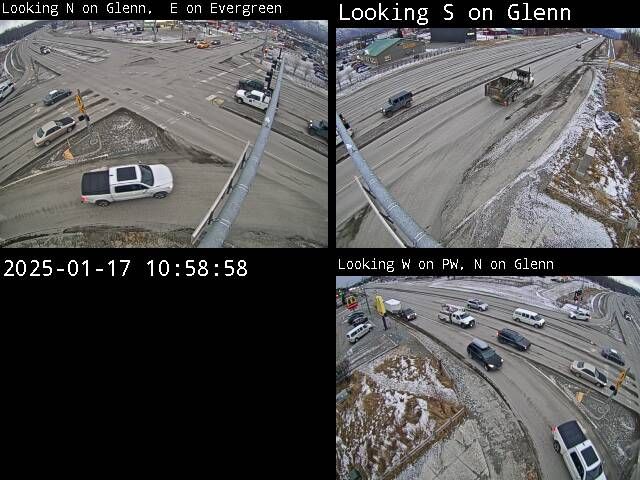 Looking N on Glenn, E on Evergreen
Looking S on Glenn
2025-01-17 10:58:58
Looking W on PW, N on Glenn